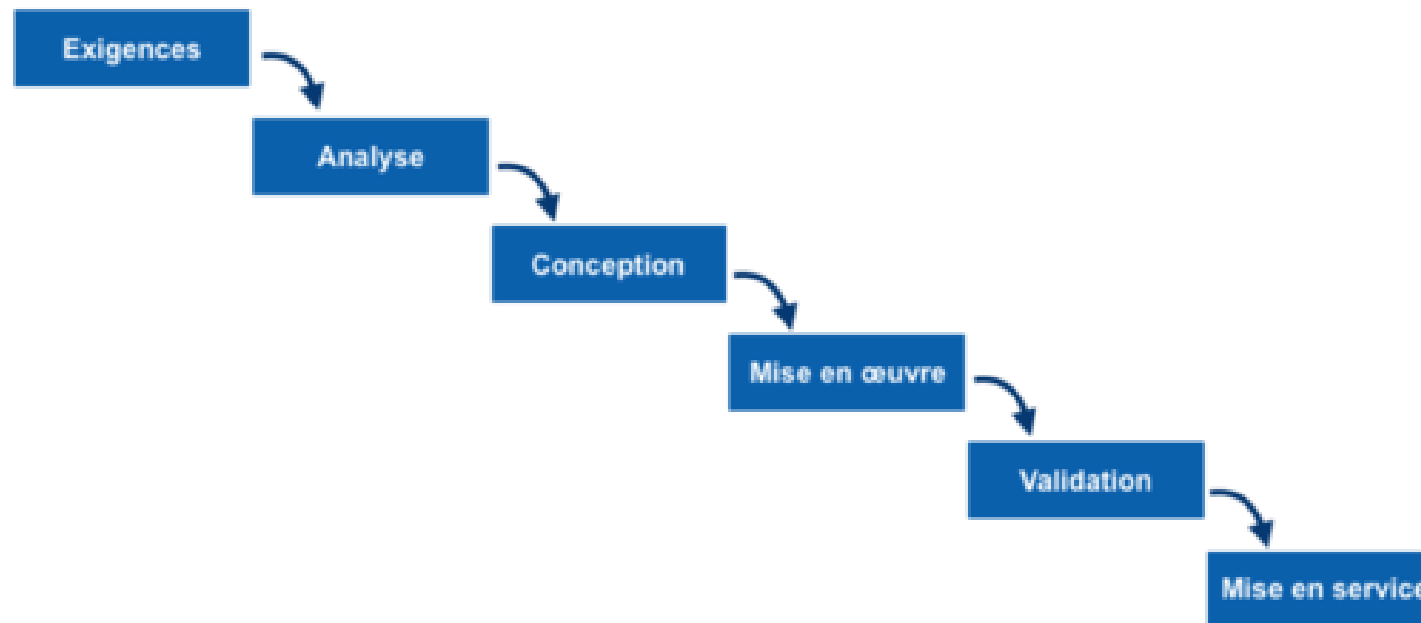 Exigences
Analyse
Conception
Mise en œuvre
Validation
Mise en service